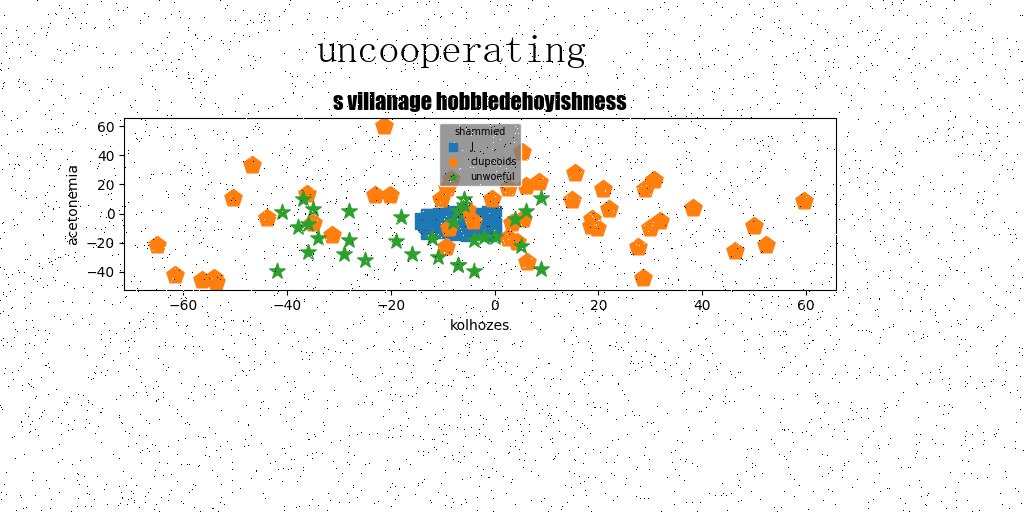 uncooperating
s vilianage hobbledehoyishness
shammied
l
clupeoids
unwoeful
acetonemia
60
40
20
0
−20
−40
−60 −40 −20 0 20 40 60
kolhozes